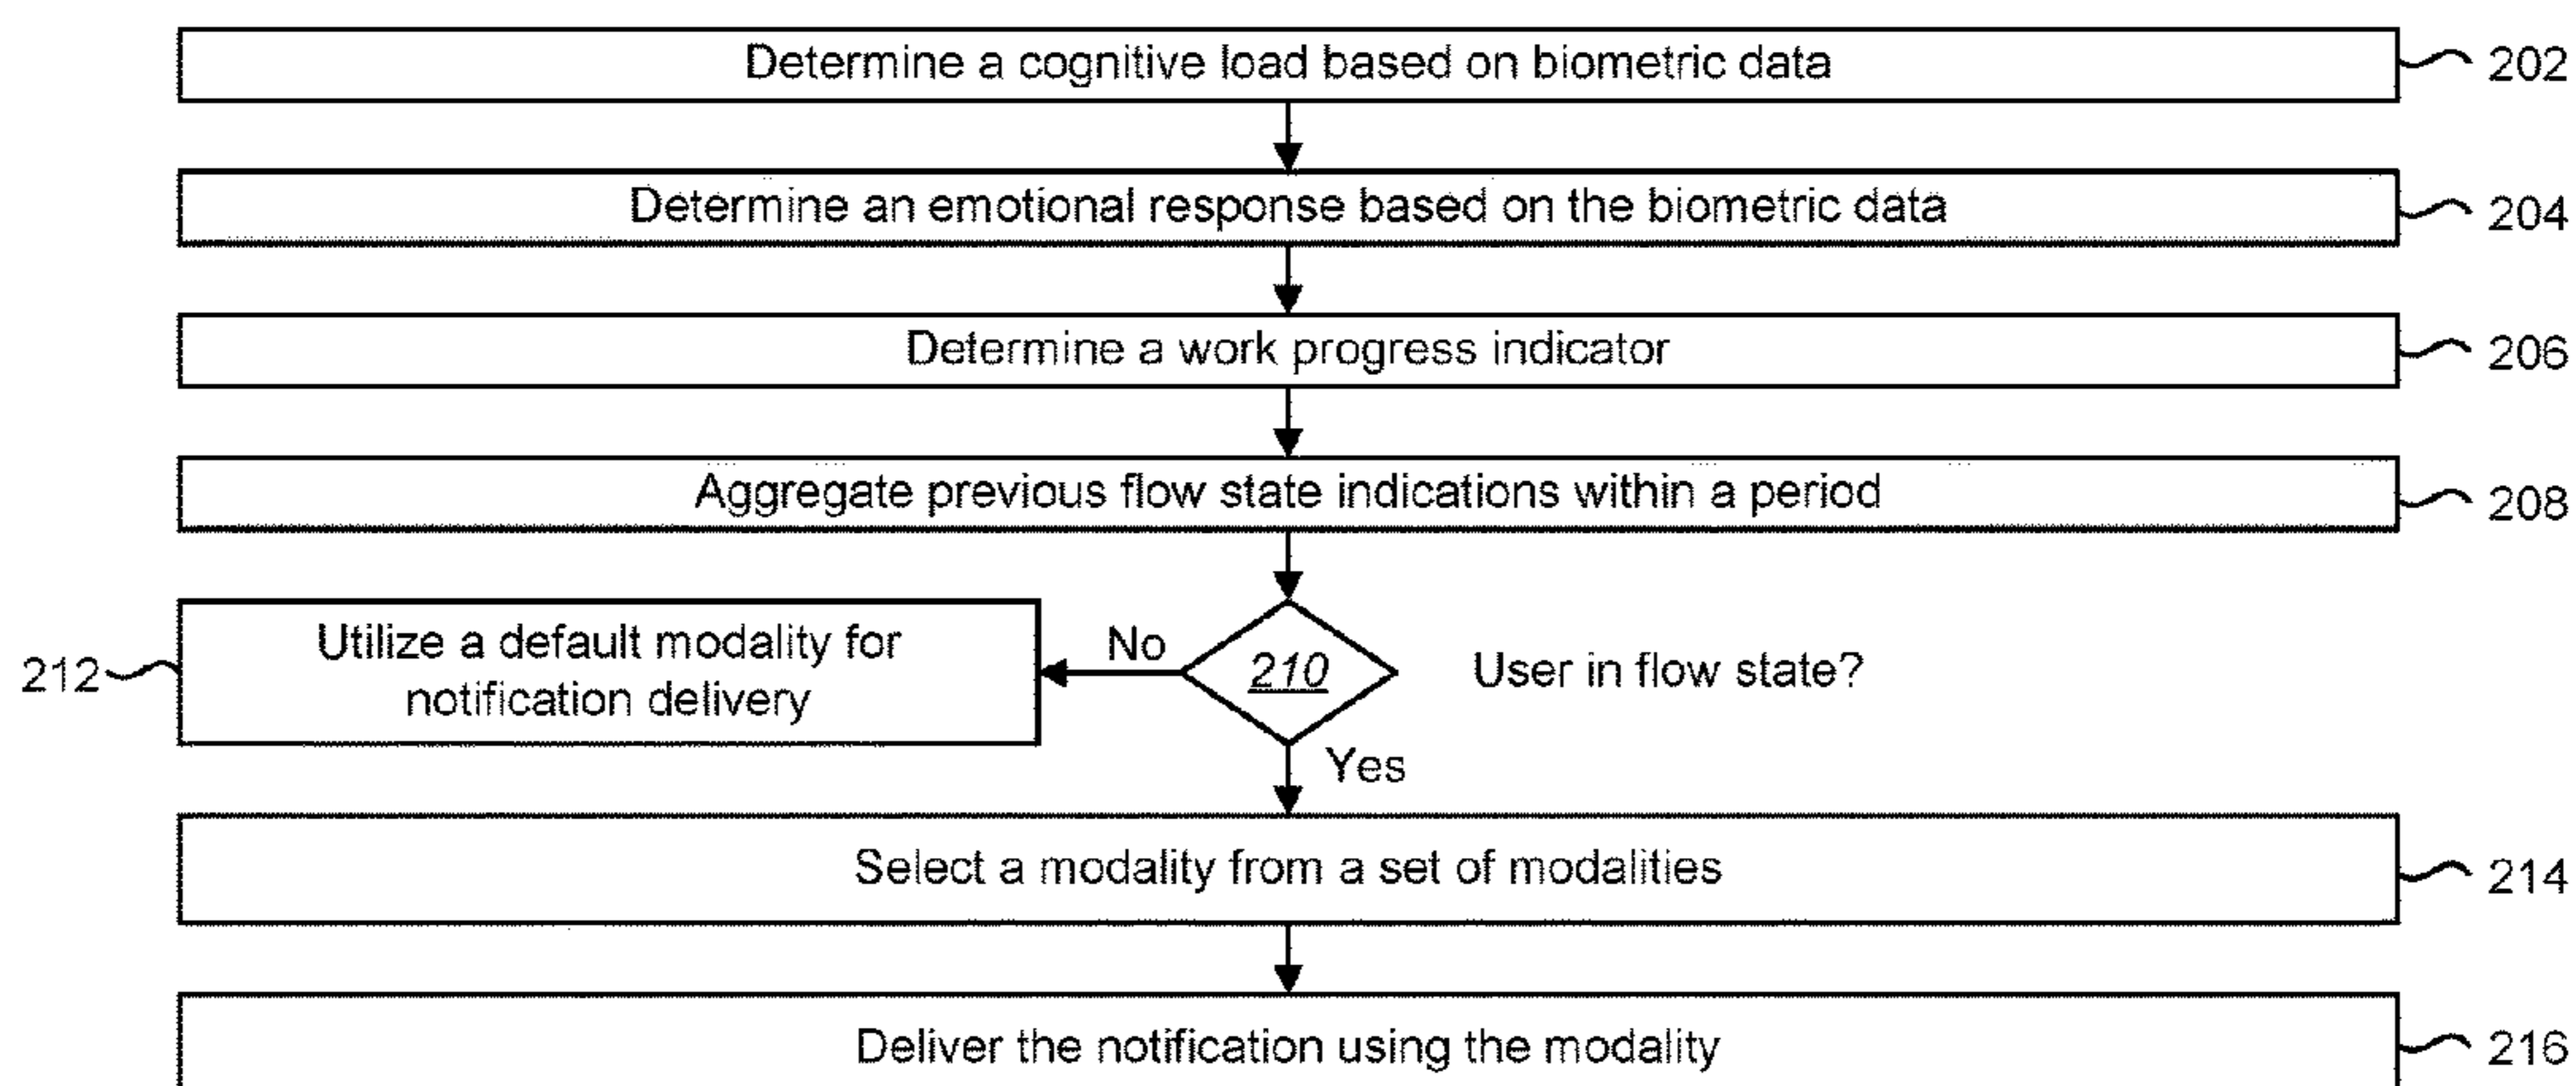 Determine a cognitive load based on biometric data
202
Determine an emotional response based on the biometric data
204
Determine a work progress indicator
206
Aggregate previous flow state indications within a period
208
212
Utilize a default modality for
notification delivery
No
210
User in flow state?
Yes
Select a modality from a set of modalities
214
Deliver the notification using the modality
216